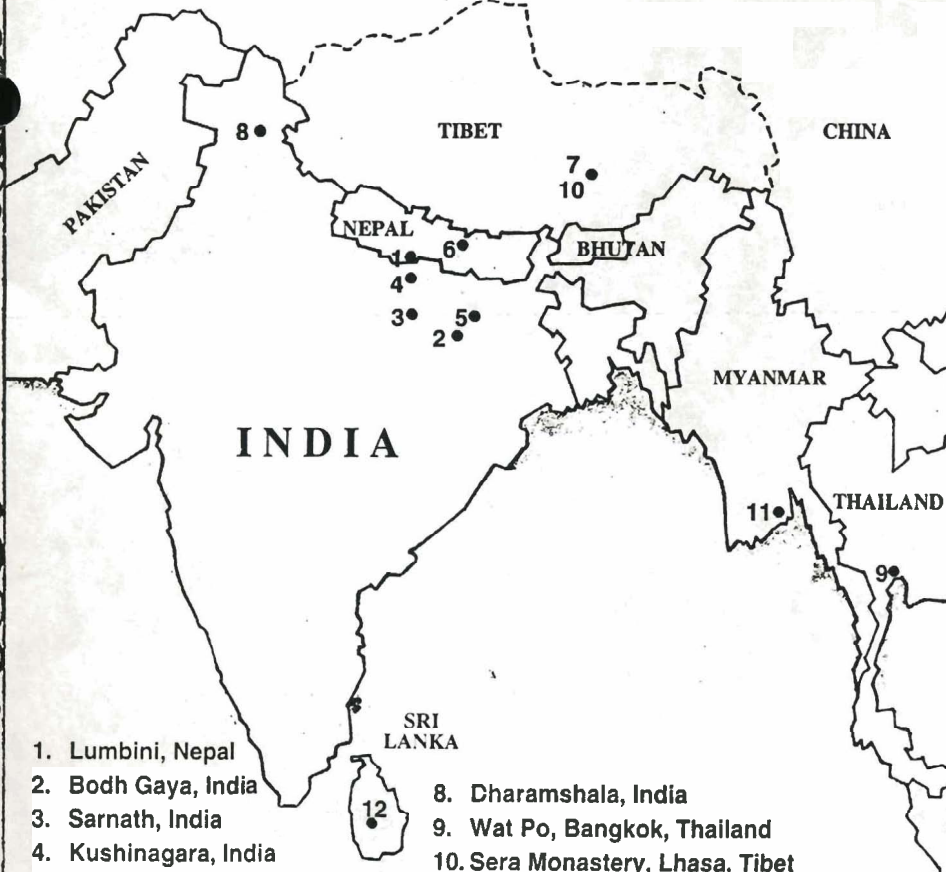 8
TIBET
CHINA
7
10
PAKISTAN
NEPAL
6
BHUTAN
1
4
3
5
2
MYANMAR
INDIA
THAILAND
11
9
SRI
LANKA
12
1. Lumbini, Nepal
2. Bodh Gaya, India
3. Sarnath, India
4. Kushinagara, India
8. Dharamshala, India
9. Wat Po, Bangkok, Thailand
10. Sera Monastery, Lhasa, Tibet